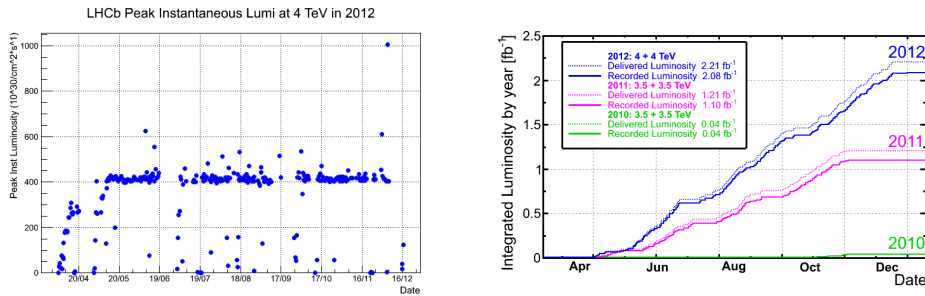 LHCb Peak Instantaneous Lumi at 4 TeV in 2012
Peak Inst Luminosity (10^30/cm^2*s^1)
1000
800
600
400
200
0
20/04 20/05 19/06 19/07 18/08 17/09 17/10 16/11 16/12
Date
Integrated Luminosity by year [fb⁻¹]
2.5
2
1.5
1
0.5
0
2012: 4 + 4 TeV
Delivered Luminosity 2.21 fb⁻¹
Recorded Luminosity 2.08 fb⁻¹
2011: 3.5 + 3.5 TeV
Delivered Luminosity 1.21 fb⁻¹
Recorded Luminosity 1.10 fb⁻¹
2010: 3.5 + 3.5 TeV
Delivered Luminosity 0.04 fb⁻¹
Recorded Luminosity 0.04 fb⁻¹
2012
2011
2010
Apr Jun Aug Oct Dec
Date